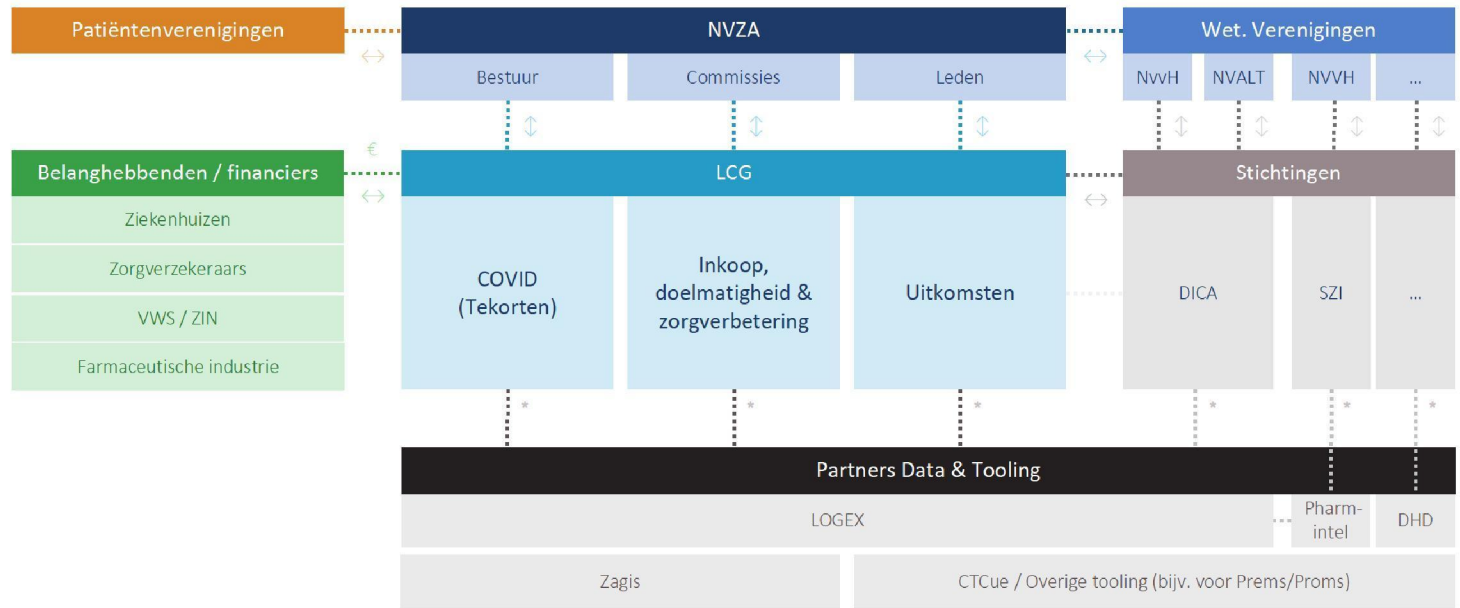 Patiëntenverenigingen
NVZA
Wet. Verenigingen
Bestuur
Commissies
Leden
NvvH
NVALT
NVVH
...
€
Belanghebbenden / financiers
LCG
Stichtingen
Ziekenhuizen
Zorgverzekeraars
VWS / ZIN
Farmaceutische industrie
COVID
(Tekorten)
Inkoop,
doelmatigheid &
zorgverbetering
Uitkomsten
DICA
SZI
...
*
*
*
*
*
*
Partners Data & Tooling
LOGEX
Pharm-
intel
DHD
Zagis
CTCue / Overige tooling (bijv. voor Prems/Proms)